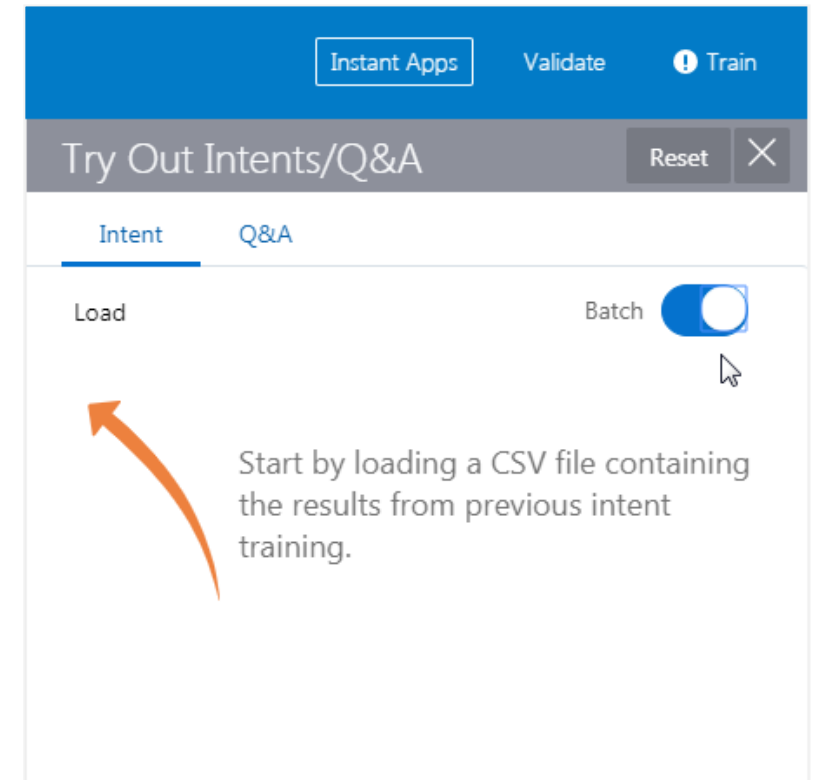 Instant Apps Validate Train
Try Out Intents/Q&A Reset
Intent Q&A
Load Batch
Start by loading a CSV file containing
the results from previous intent
training.